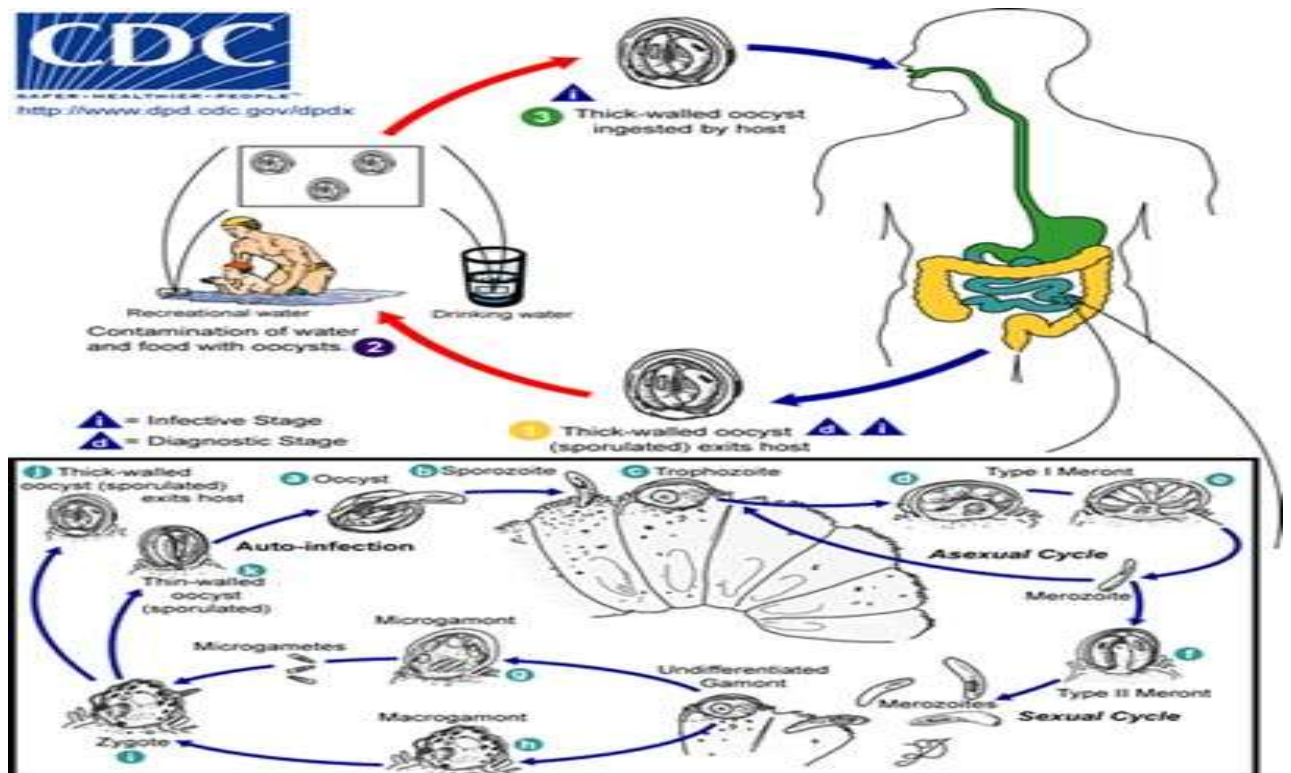 CDC
SAFER·HEALTHIER·PEOPLE™
http://www.dpd.cdc.gov/dpdx
i
3 Thick-walled oocyst
ingested by host
Recreational water
Drinking water
Contamination of water
and food with oocysts. 2
i = Infective Stage
d = Diagnostic Stage
1 Thick-walled oocyst
(sporulated) exits host
d i
j Thick-walled
oocyst (sporulated)
exits host
a Oocyst
b Sporozoite
c Trophozoite
Type I Meront
d
e
Auto-infection
k
Thin-walled
oocyst
(sporulated)
Asexual Cycle
Merozoite
Microgamont
g
Microgametes
Undifferentiated
Gamont
f
Type II Meront
Merozoites
Sexual Cycle
Macrogamont
h
Zygote
i